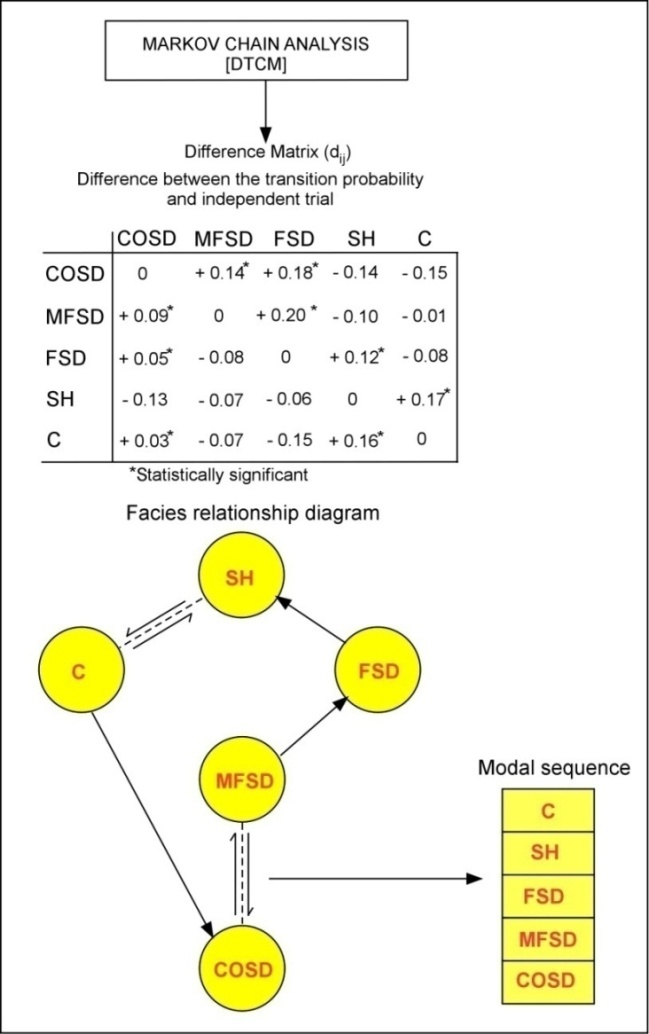 MARKOV CHAIN ANALYSIS
[DTCM]
Difference Matrix (dij)
Difference between the transition probability
and independent trial
COSD MFSD FSD SH C
COSD 0 + 0.14* + 0.18* - 0.14 - 0.15
MFSD + 0.09* 0 + 0.20 * - 0.10 - 0.01
FSD + 0.05* - 0.08 0 + 0.12* - 0.08
SH - 0.13 - 0.07 - 0.06 0 + 0.17*
C + 0.03* - 0.07 - 0.15 + 0.16* 0
*Statistically significant
Facies relationship diagram
SH
C
FSD
MFSD
COSD
Modal sequence
C
SH
FSD
MFSD
COSD